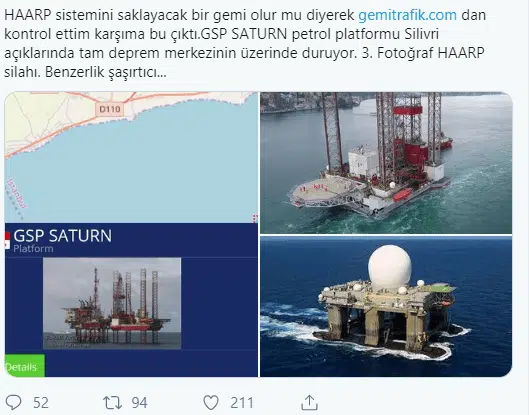 HAARP sistemini saklayacak bir gemi olur mu diyerek gemitrafik.com dan
kontrol ettim karşıma bu çıktı.GSP SATURN petrol platformu Silivri
açıklarında tam deprem merkezinin üzerinde duruyor. 3. Fotoğraf HAARP
silahı. Benzerlik şaşırtıcı...
D110
İstanbul
GSP SATURN
Platform
Details
52 94 211